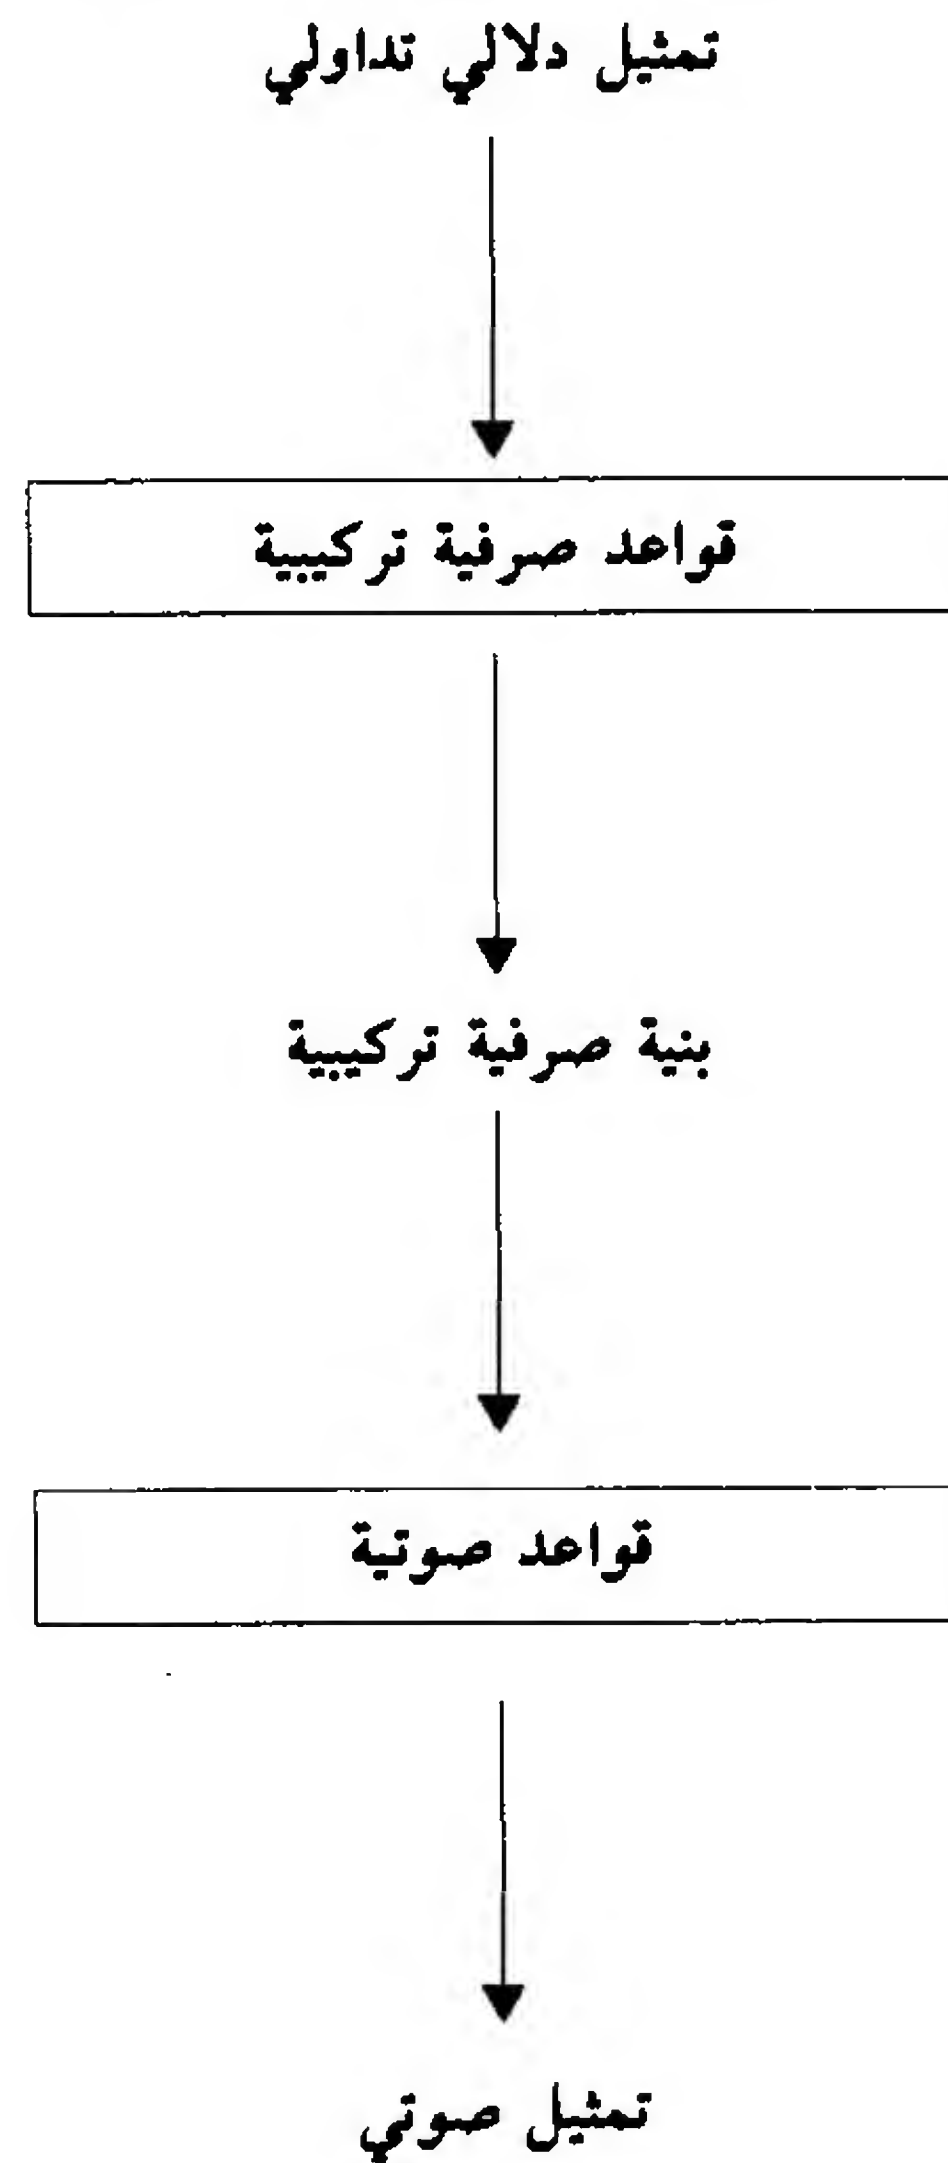 تمثيل دلالي تداولي
قواعد صرفية تركيبية
بنية صرفية تركيبية
قواعد صوتية
تمثيل صوتي